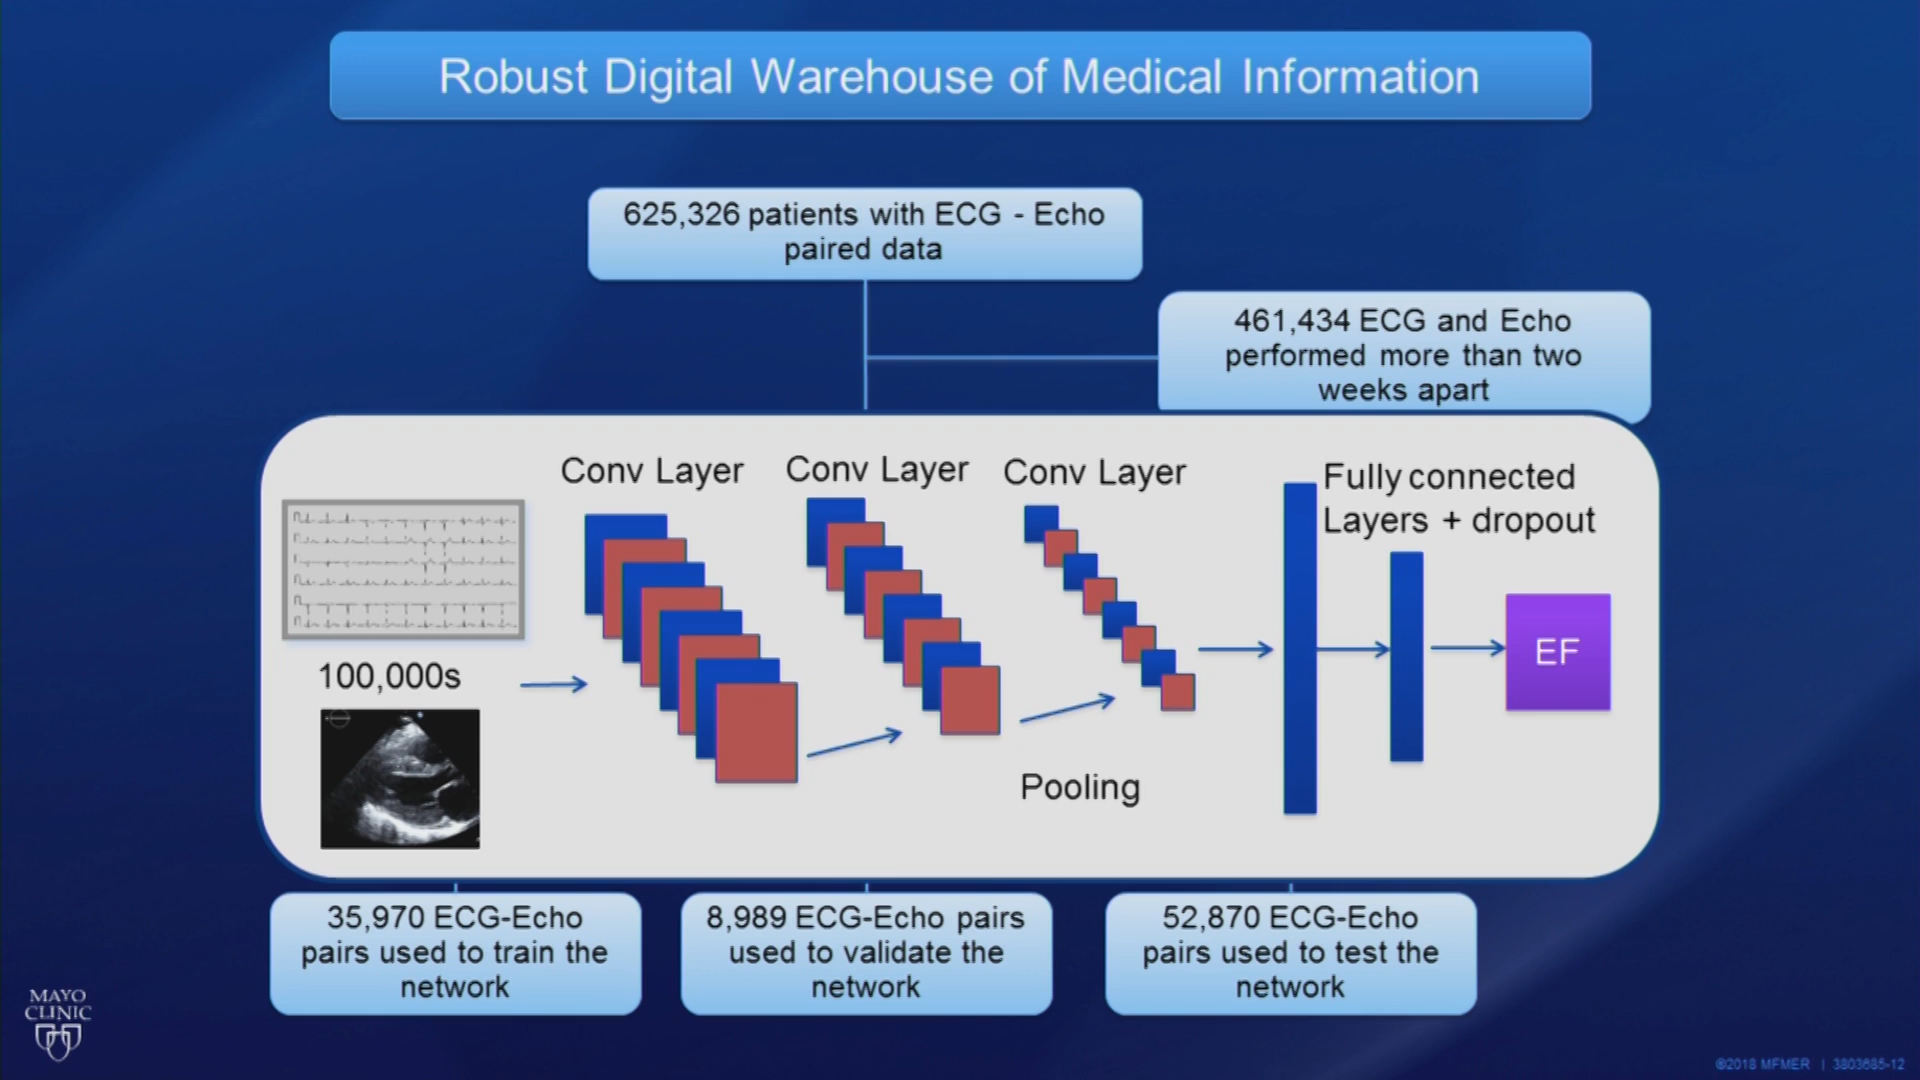 Robust Digital Warehouse of Medical Information
625,326 patients with ECG - Echo
paired data
461,434 ECG and Echo
performed more than two
weeks apart
Conv Layer
Conv Layer
Conv Layer
Fully connected
Layers + dropout
100,000s
EF
Pooling
35,970 ECG-Echo
pairs used to train the
network
8,989 ECG-Echo pairs
used to validate the
network
52,870 ECG-Echo
pairs used to test the
network
MAYO
CLINIC
©2018 MFMER | 3803685-12